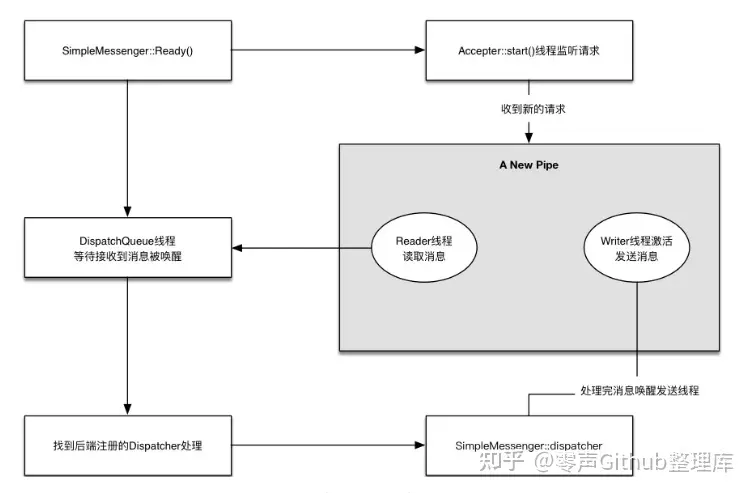 SimpleMessenger::Ready()
Accepter::start()线程监听请求
收到新的请求
A New Pipe
DispatchQueue线程
等待接收到消息被唤醒
Reader线程
读取消息
Writer线程激活
发送消息
处理完消息唤醒发送线程
找到后端注册的Dispatcher处理
SimpleMessenger::dispatcher
知乎 @零声Github整理库